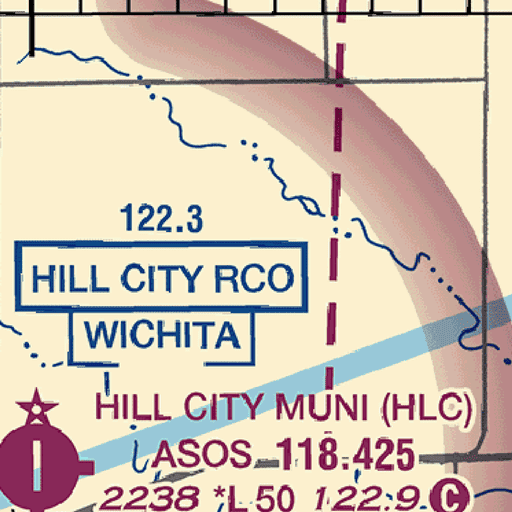 122.3
HILL CITY RCO
WICHITA
HILL CITY MUNI (HLC)
ASOS 118.425
2238 *L 50 122.9 C